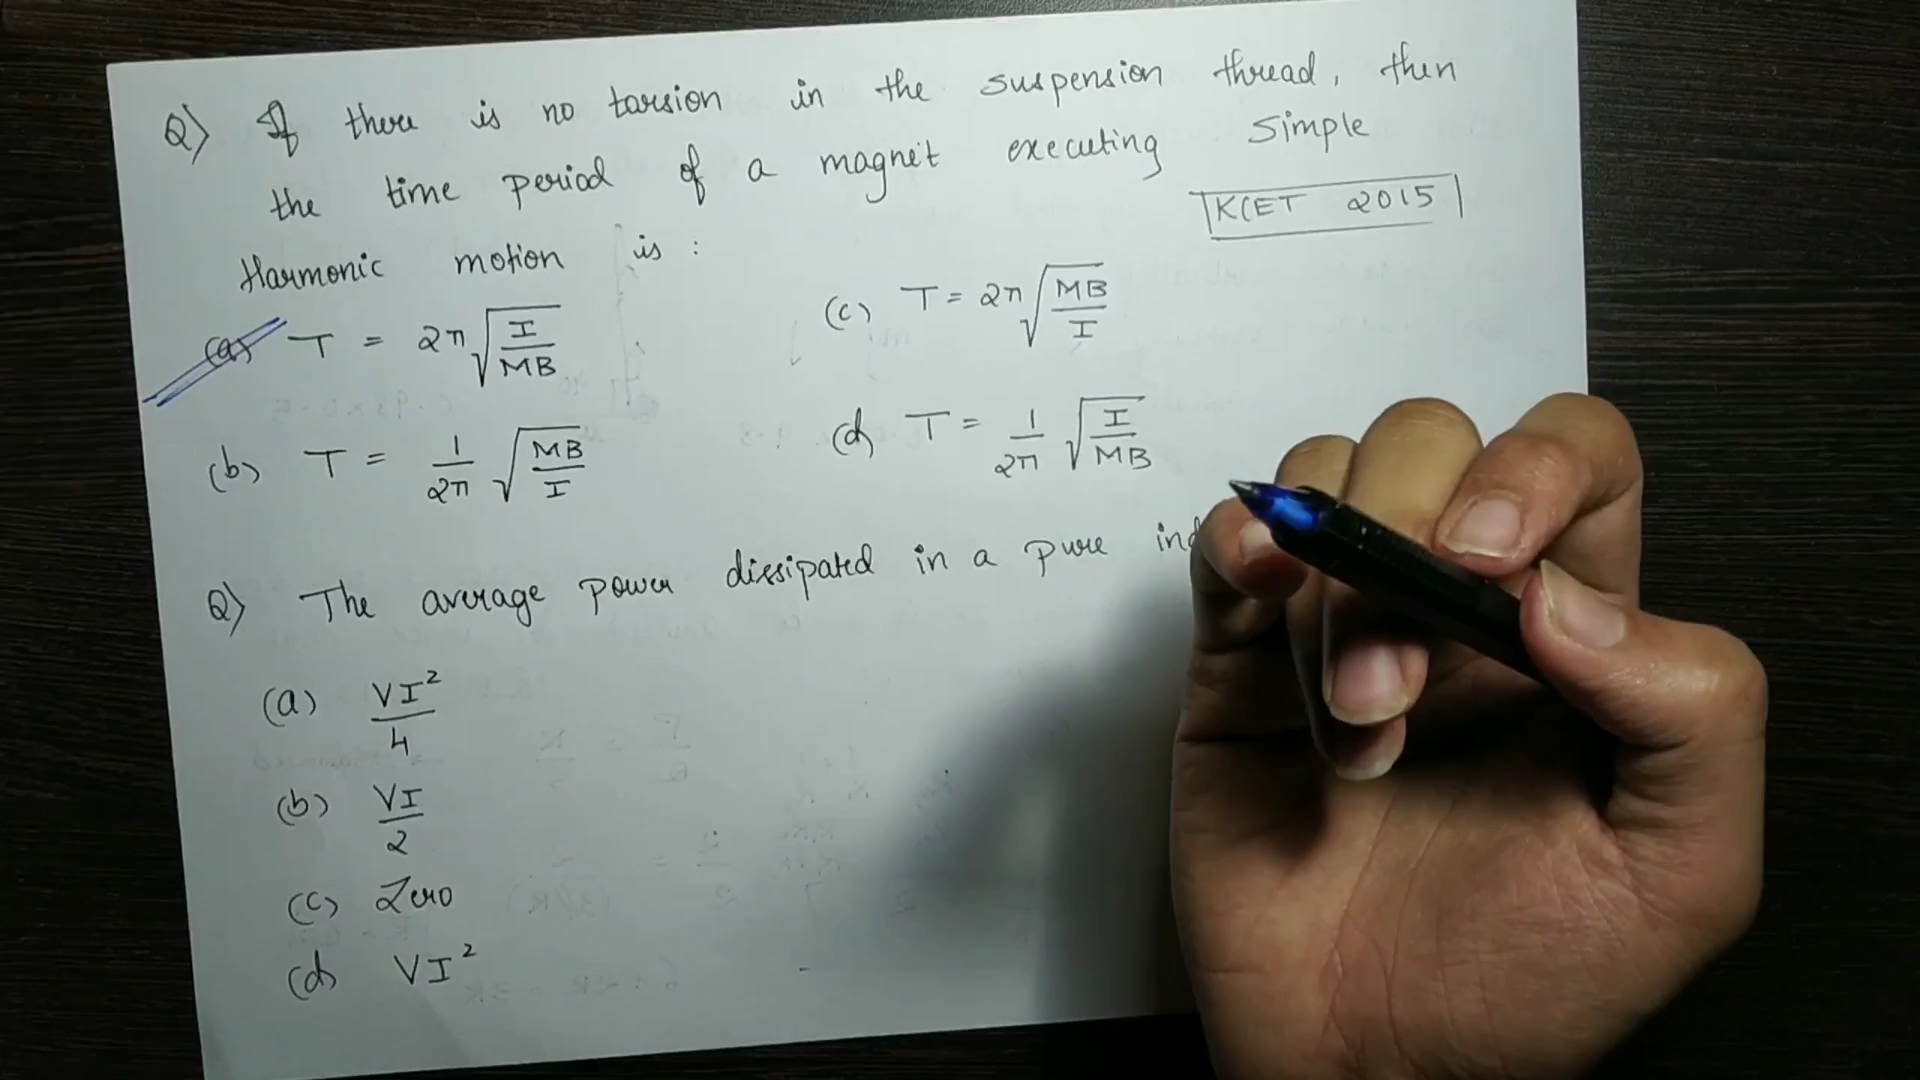 Q) If there is no torsion in the suspension thread, then
the time period of a magnet executing Simple
Harmonic motion is :
KCET 2015
(a) T = 2π√(I/MB)
(c) T = 2π√(MB/I)
(b) T = 1/2π √(MB/I)
(d) T = 1/2π √(I/MB)
Q) The average power dissipated in a pure ind
(a) VI²/4
(b) VI/2
(c) Zero
(d) VI²